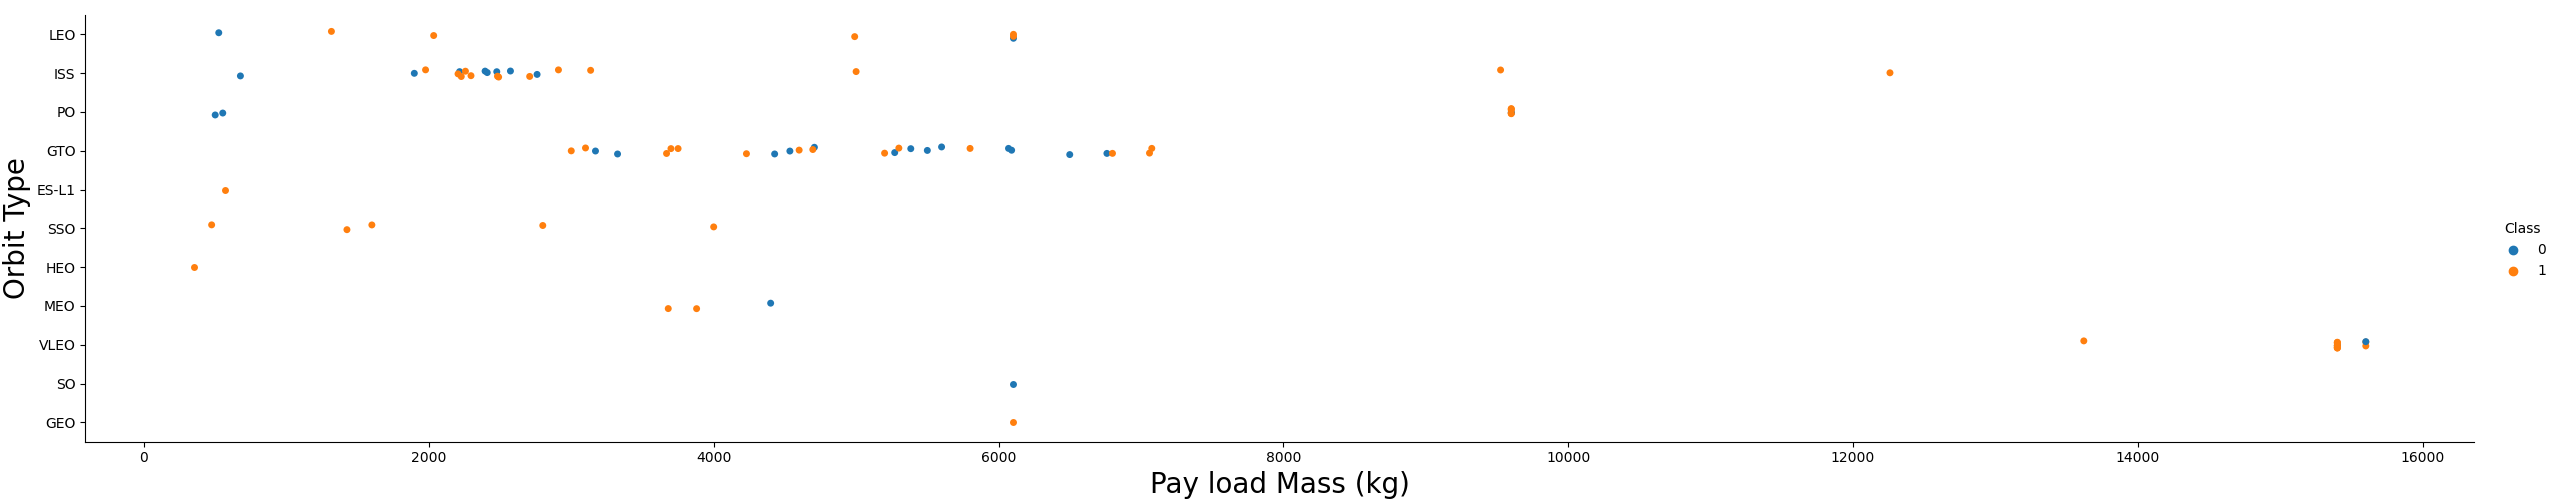 LEO
ISS
PO
GTO
ES-L1
SSO
HEO
MEO
VLEO
SO
GEO
Orbit Type
0 2000 4000 6000 8000 10000 12000 14000 16000
Pay load Mass (kg)
Class
0
1